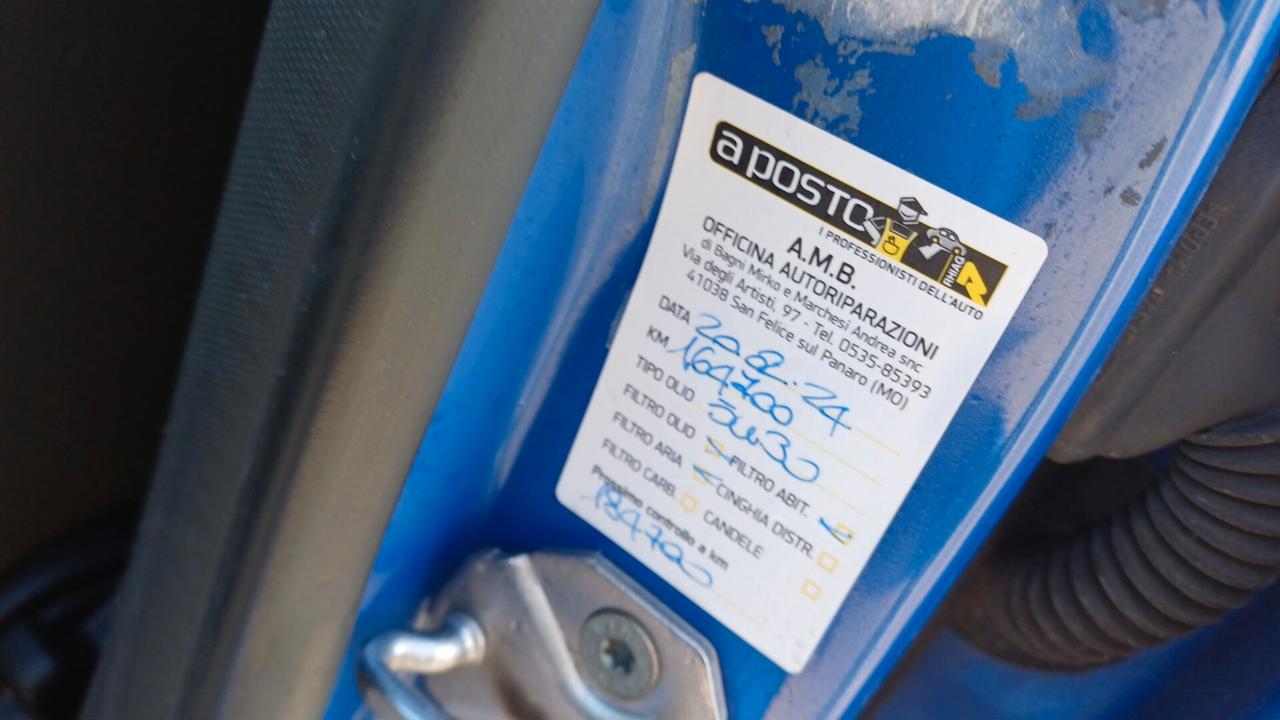 a POSTO
I PROFESSIONISTI DELL'AUTO
RHIAG
A.M.B.
OFFICINA AUTORIPARAZIONI
di Bagni Mirko e Marchesi Andrea snc
Via degli Artisti, 97 - Tel. 0535-85393
41038 San Felice sul Panaro (MO)
DATA 20.02.24
KM 164700
TIPO OLIO 5W30
FILTRO OLIO FILTRO ABIT.
FILTRO ARIA CINGHIA DISTR.
FILTRO CARB. CANDELE
Prossimo controllo a km
184700